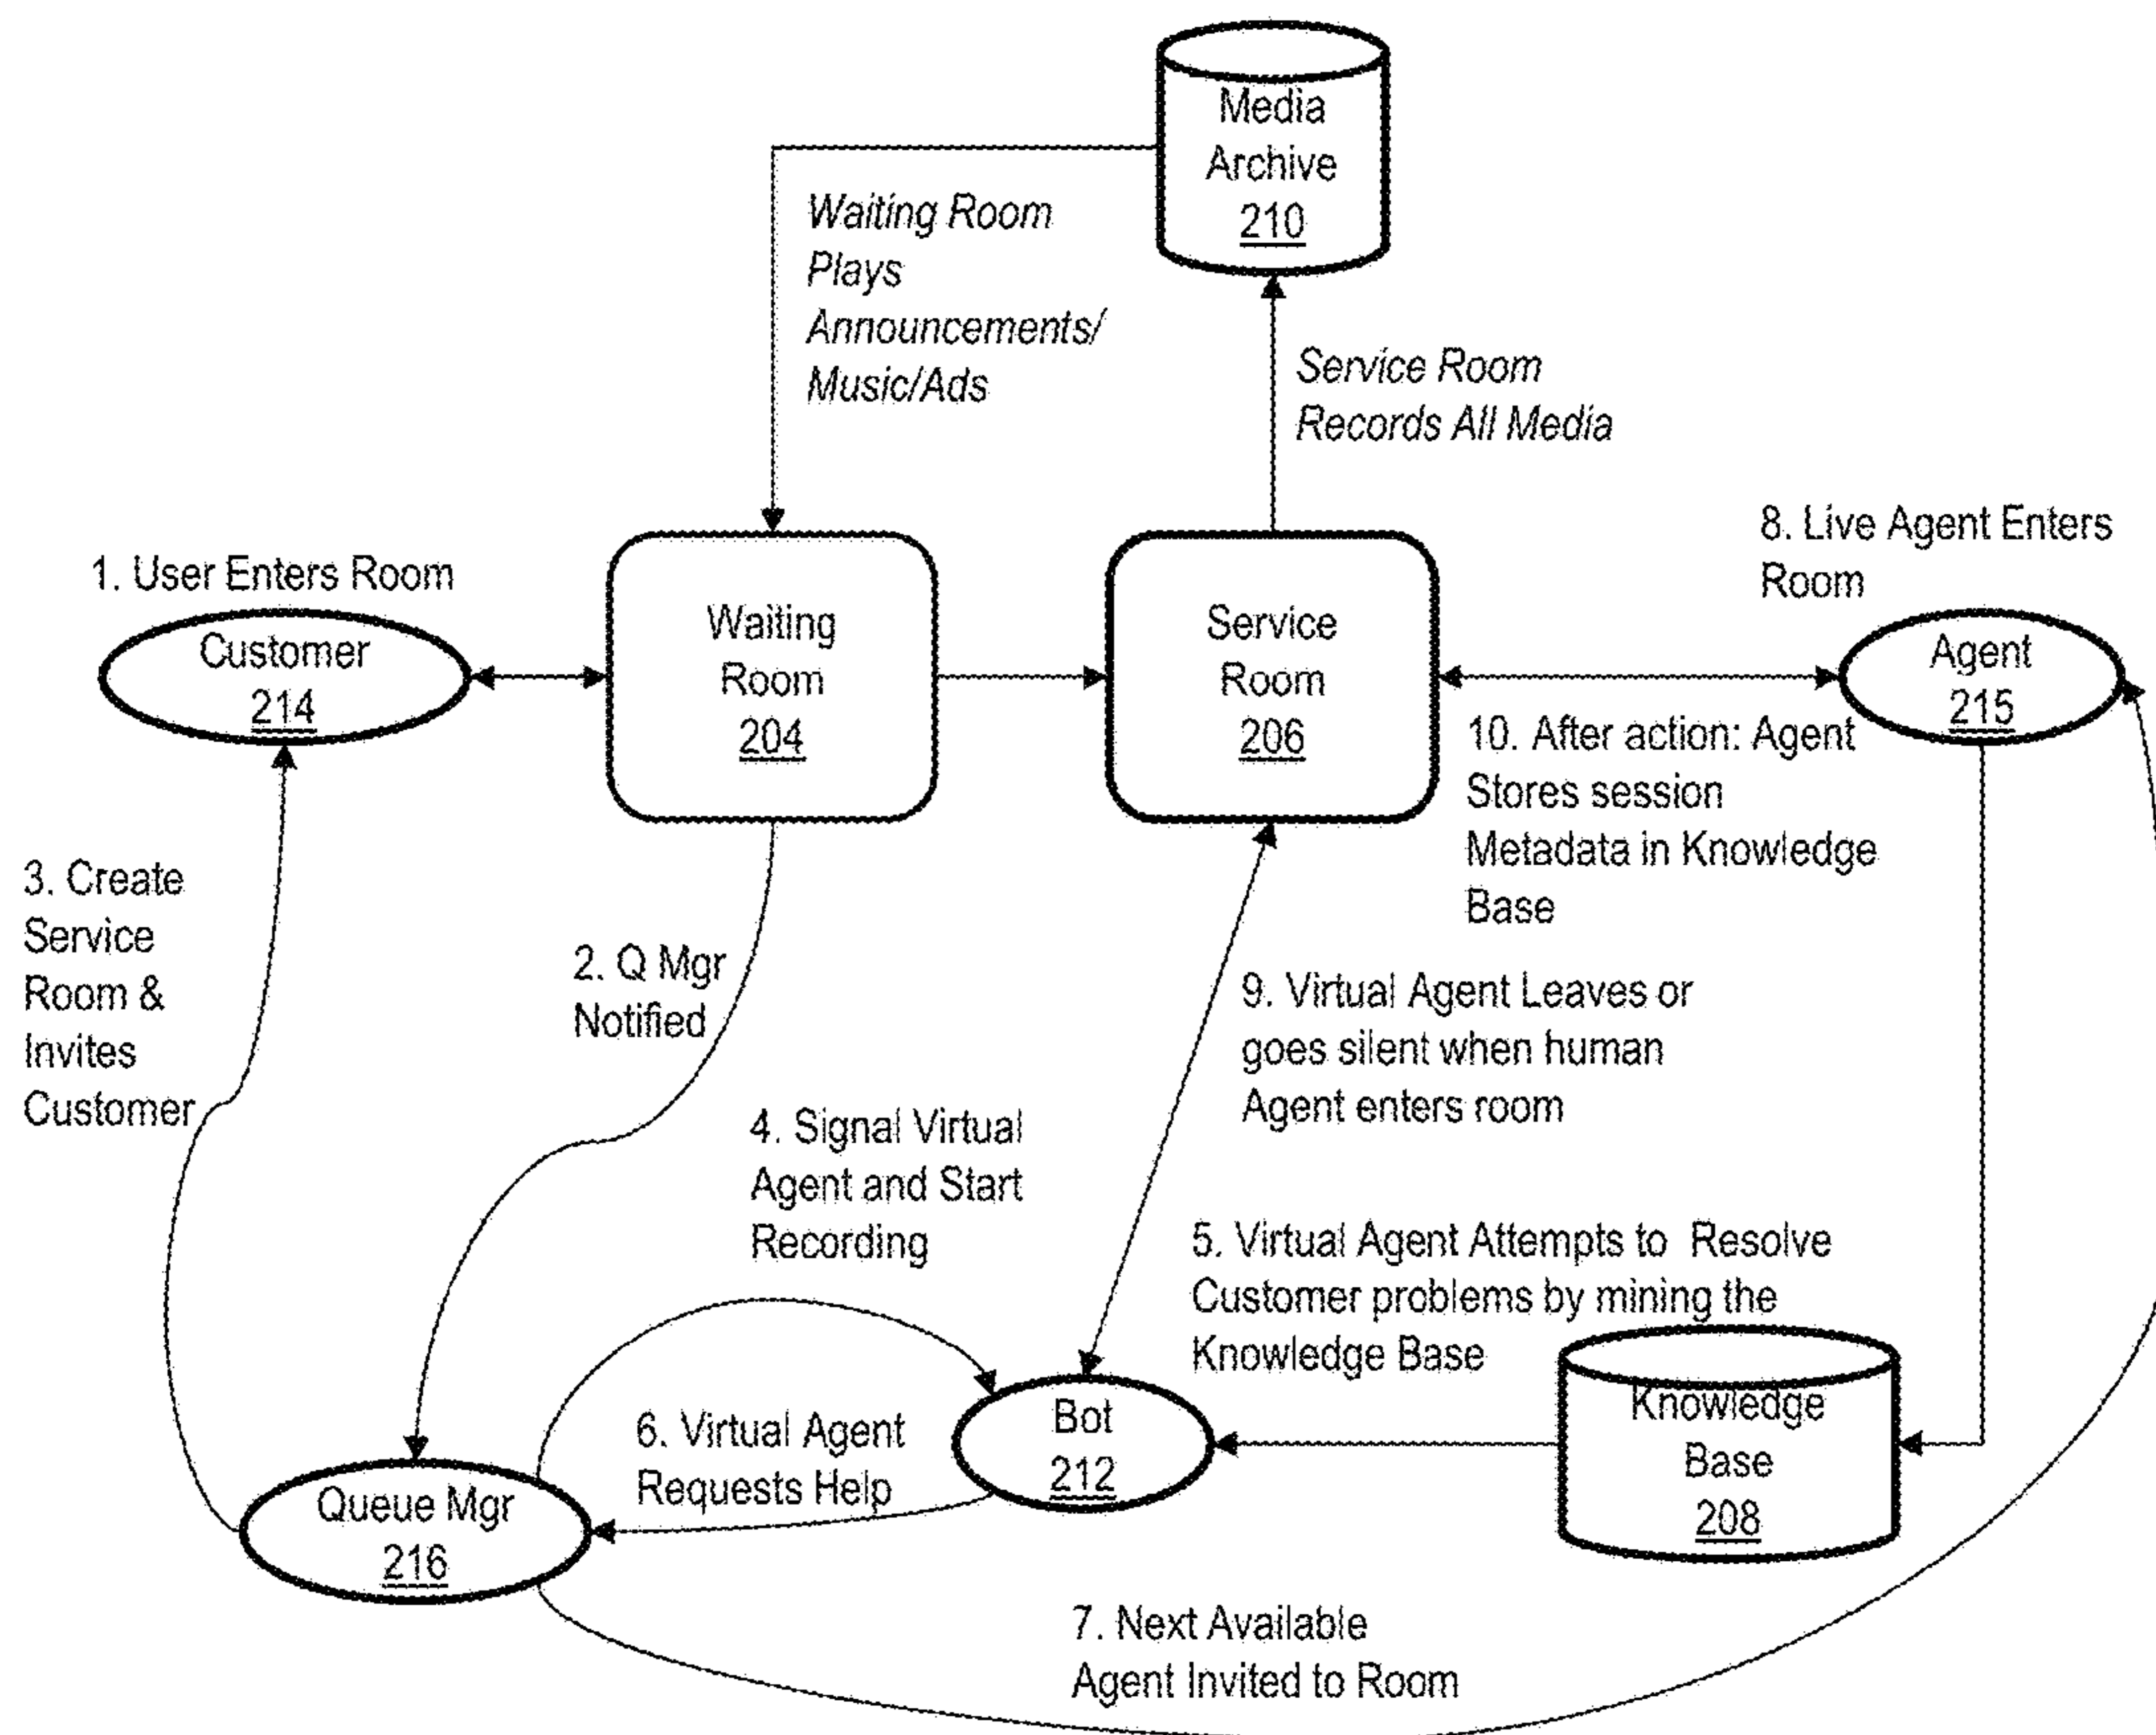 Media
Archive
210
Waiting Room
Plays
Announcements/
Music/Ads
Service Room
Records All Media
1. User Enters Room
Customer
214
Waiting
Room
204
Service
Room
206
8. Live Agent Enters
Room
Agent
215
10. After action: Agent
Stores session
Metadata in Knowledge
Base
3. Create
Service
Room &
Invites
Customer
2. Q Mgr
Notified
9. Virtual Agent Leaves or
goes silent when human
Agent enters room
4. Signal Virtual
Agent and Start
Recording
5. Virtual Agent Attempts to Resolve
Customer problems by mining the
Knowledge Base
6. Virtual Agent
Requests Help
Bot
212
Knowledge
Base
208
Queue Mgr
216
7. Next Available
Agent Invited to Room